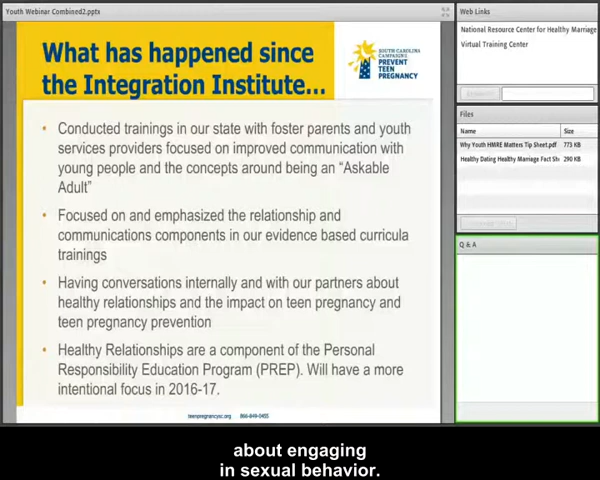 Youth Webinar Combined2.pptx
What has happened since
the Integration Institute...
SOUTH CAROLINA
CAMPAIGN
PREVENT
TEEN
PREGNANCY
• Conducted trainings in our state with foster parents and youth
services providers focused on improved communication with
young people and the concepts around being an “Askable
Adult”
• Focused on and emphasized the relationship and
communications components in our evidence based curricula
trainings
• Having conversations internally and with our partners about
healthy relationships and the impact on teen pregnancy and
teen pregnancy prevention
• Healthy Relationships are a component of the Personal
Responsibility Education Program (PREP). Will have a more
intentional focus in 2016-17.
teenpregnancysc.org 866-849-0455
Web Links
National Resource Center for Healthy Marriage
Virtual Training Center
Files
Name Size
Why Youth HMRE Matters Tip Sheet.pdf 773 KB
Healthy Dating Healthy Marriage Fact She 290 KB
Q & A
about engaging
in sexual behavior.